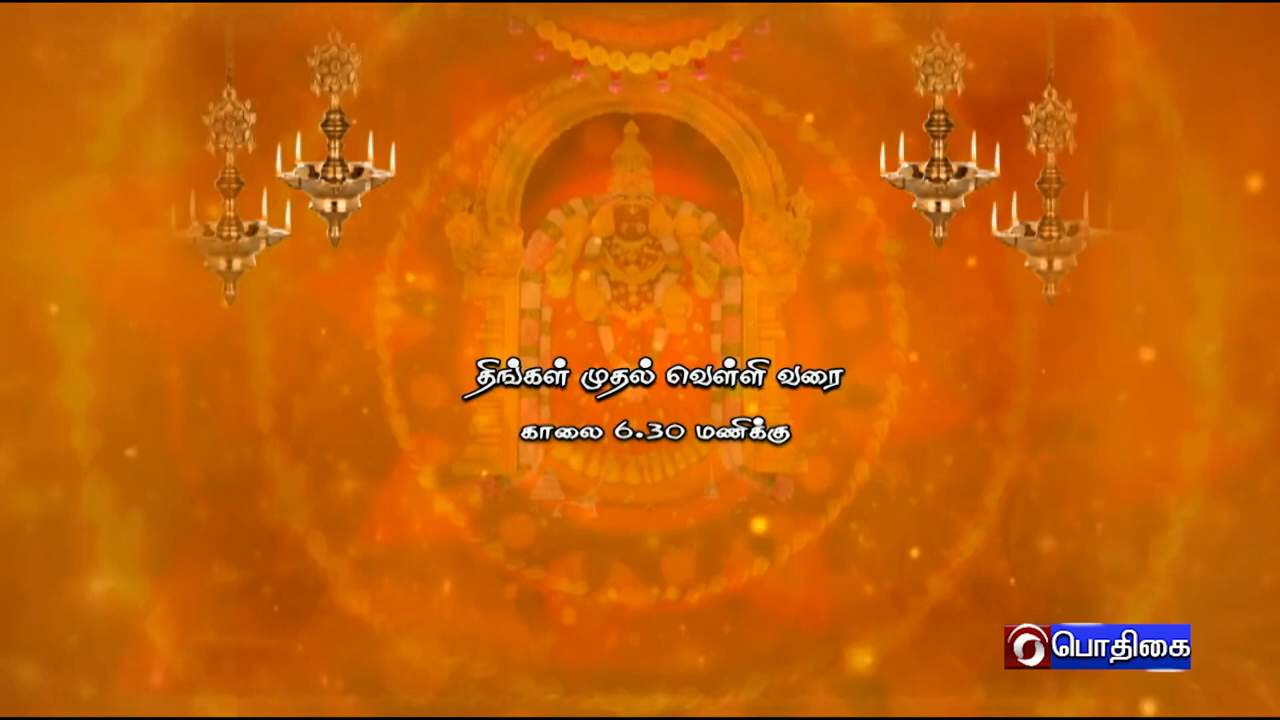 திங்கள் முதல் வெள்ளி வரை
காலை 6.30 மணிக்கு
பொதிகை